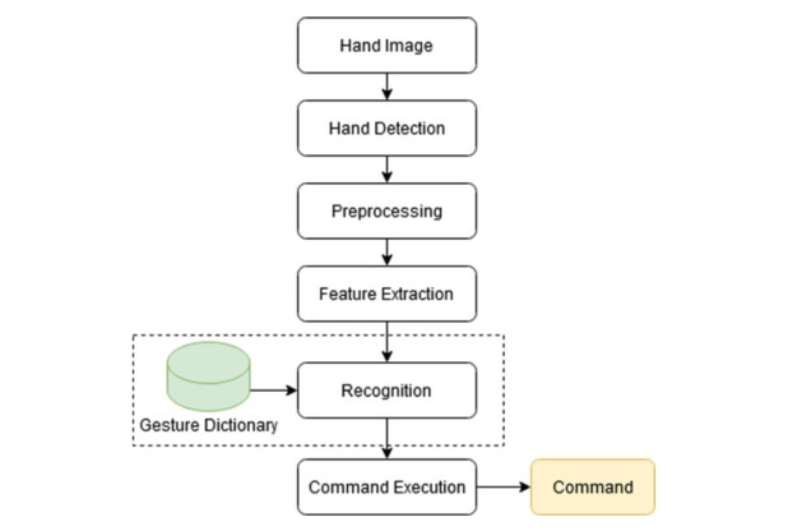 Hand Image
Hand Detection
Preprocessing
Feature Extraction
Recognition
Gesture Dictionary
Command Execution
Command